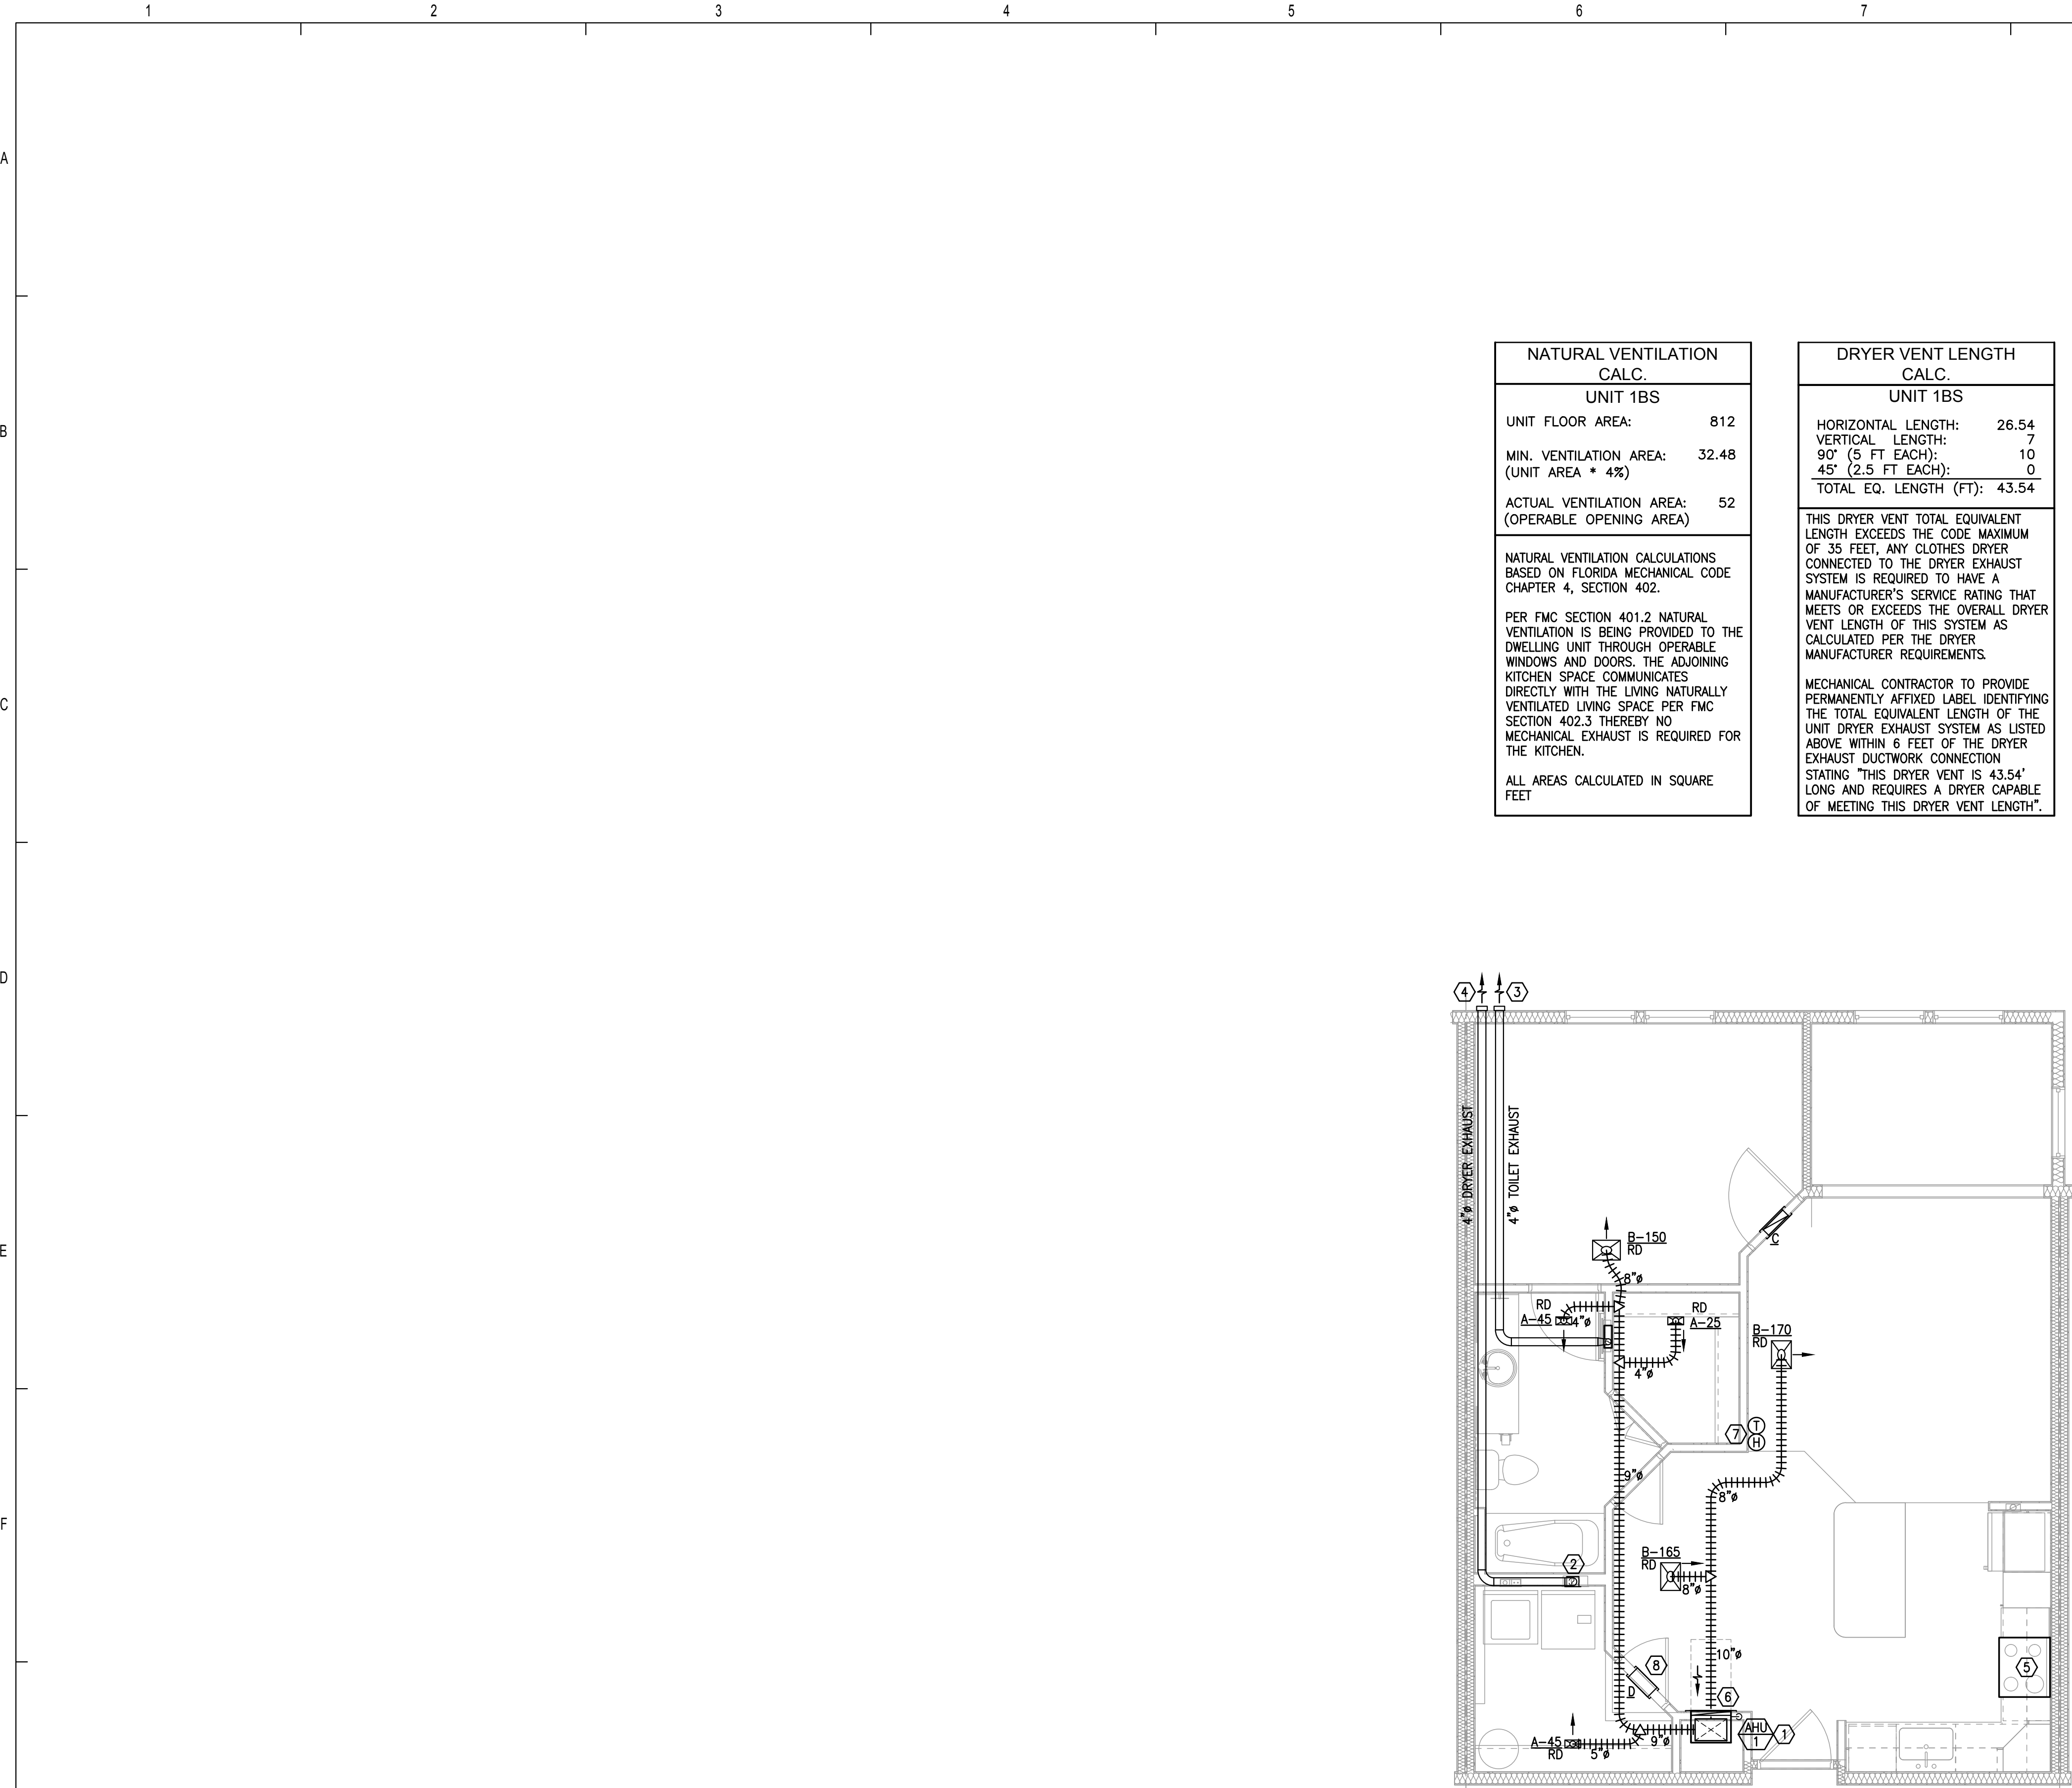 1 2 3 4 5 6 7
A
B
C
D
E
F
NATURAL VENTILATION
CALC.
UNIT 1BS
UNIT FLOOR AREA: 812
MIN. VENTILATION AREA: 32.48
(UNIT AREA * 4%)
ACTUAL VENTILATION AREA: 52
(OPERABLE OPENING AREA)
NATURAL VENTILATION CALCULATIONS
BASED ON FLORIDA MECHANICAL CODE
CHAPTER 4, SECTION 402.
PER FMC SECTION 401.2 NATURAL
VENTILATION IS BEING PROVIDED TO THE
DWELLING UNIT THROUGH OPERABLE
WINDOWS AND DOORS. THE ADJOINING
KITCHEN SPACE COMMUNICATES
DIRECTLY WITH THE LIVING NATURALLY
VENTILATED LIVING SPACE PER FMC
SECTION 402.3 THEREBY NO
MECHANICAL EXHAUST IS REQUIRED FOR
THE KITCHEN.
ALL AREAS CALCULATED IN SQUARE
FEET
DRYER VENT LENGTH
CALC.
UNIT 1BS
HORIZONTAL LENGTH: 26.54
VERTICAL LENGTH: 7
90° (5 FT EACH): 10
45° (2.5 FT EACH): 0
TOTAL EQ. LENGTH (FT): 43.54
THIS DRYER VENT TOTAL EQUIVALENT
LENGTH EXCEEDS THE CODE MAXIMUM
OF 35 FEET, ANY CLOTHES DRYER
CONNECTED TO THE DRYER EXHAUST
SYSTEM IS REQUIRED TO HAVE A
MANUFACTURER'S SERVICE RATING THAT
MEETS OR EXCEEDS THE OVERALL DRYER
VENT LENGTH OF THIS SYSTEM AS
CALCULATED PER THE DRYER
MANUFACTURER REQUIREMENTS.
MECHANICAL CONTRACTOR TO PROVIDE
PERMANENTLY AFFIXED LABEL IDENTIFYING
THE TOTAL EQUIVALENT LENGTH OF THE
UNIT DRYER EXHAUST SYSTEM AS LISTED
ABOVE WITHIN 6 FEET OF THE DRYER
EXHAUST DUCTWORK CONNECTION
STATING "THIS DRYER VENT IS 43.54'
LONG AND REQUIRES A DRYER CAPABLE
OF MEETING THIS DRYER VENT LENGTH".
4
3
4"ø DRYER EXHAUST
4"ø TOILET EXHAUST
B-150
RD
C
8"ø
RD
A-45
4"ø
RD
A-25
B-170
RD
4"ø
7
T
H
9"ø
8"ø
2
B-165
RD
8"ø
10"ø
8
5
D
6
AHU
1
1
A-45
RD
5"ø
9"ø